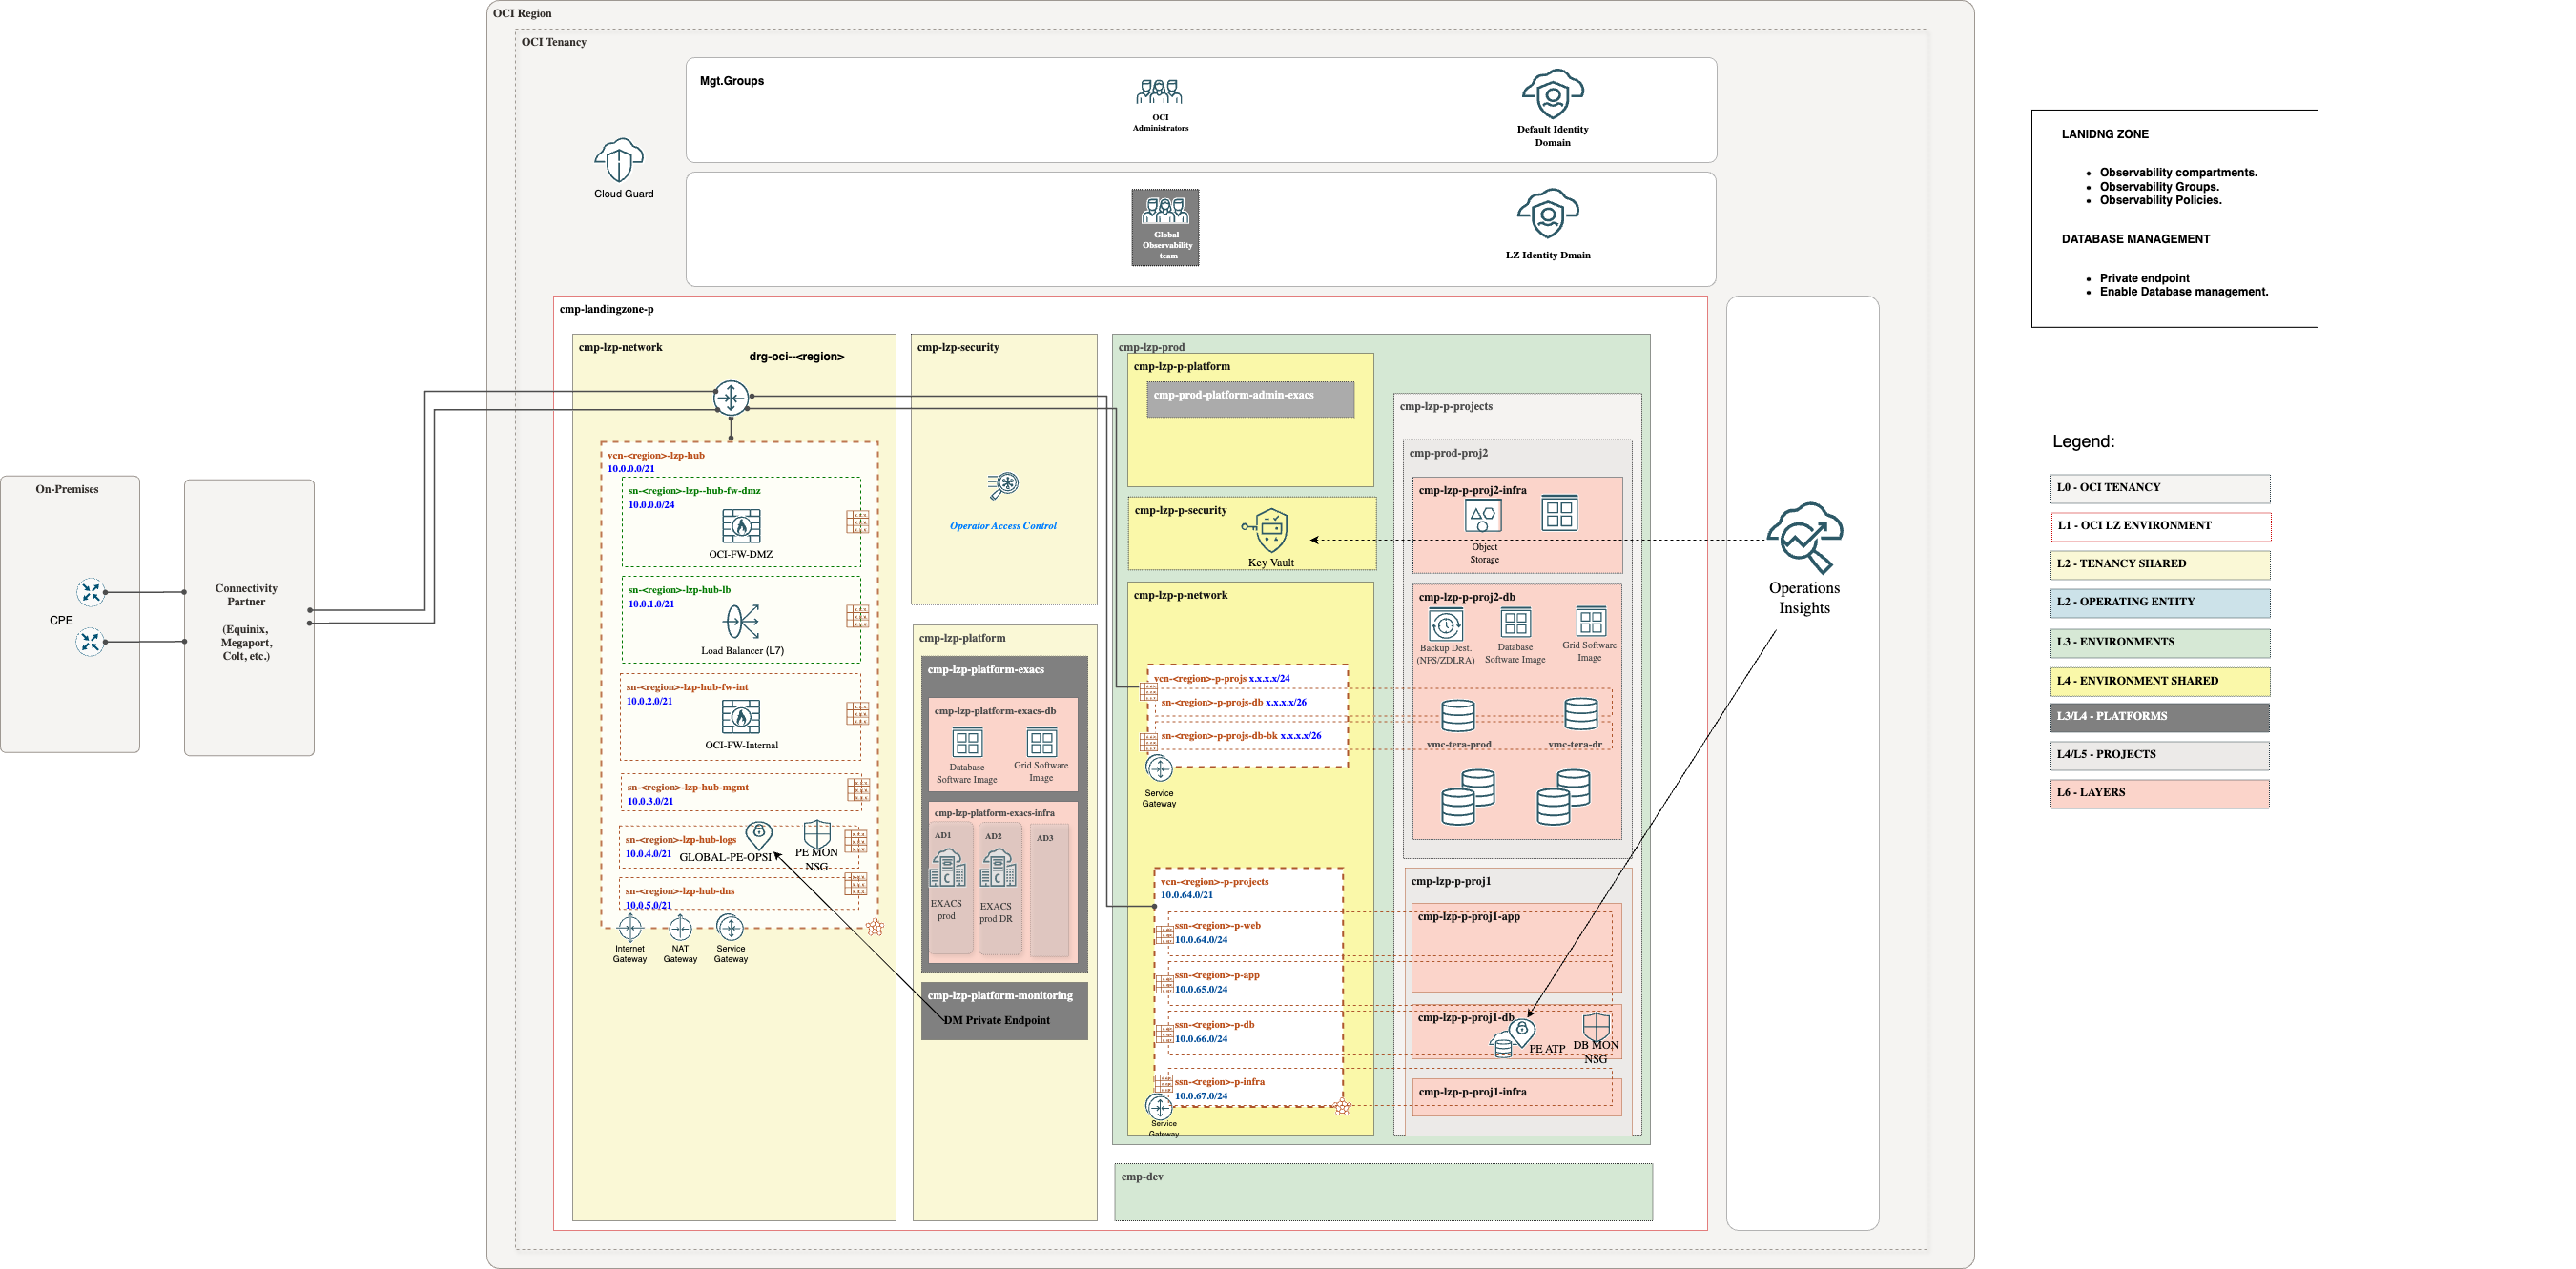 OCI Region
OCI Tenancy
Mgt.Groups
OCI
Administrators
Default Identity
Domain
Cloud Guard
Global
Observability
team
LZ Identity Dmain
cmp-landingzone-p
cmp-lzp-network
drg-oci--<region>
vcn-<region>-lzp-hub
10.0.0.0/21
sn-<region>-lzp--hub-fw-dmz
10.0.0.0/24
OCI-FW-DMZ
sn-<region>-lzp-hub-lb
10.0.1.0/21
Load Balancer (L7)
sn-<region>-lzp-hub-fw-int
10.0.2.0/21
OCI-FW-Internal
sn-<region>-lzp-hub-mgmt
10.0.3.0/21
sn-<region>-lzp-hub-logs
10.0.4.0/21
GLOBAL-PE-OPSI
PE MON
NSG
sn-<region>-lzp-hub-dns
10.0.5.0/21
Internet
Gateway
NAT
Gateway
Service
Gateway
On-Premises
CPE
Connectivity
Partner
(Equinix,
Megaport,
Colt, etc.)
cmp-lzp-security
Operator Access Control
cmp-lzp-platform
cmp-lzp-platform-exacs
cmp-lzp-platform-exacs-db
Database
Software Image
Grid Software
Image
cmp-lzp-platform-exacs-infra
AD1
AD2
AD3
EXACS
prod
EXACS
prod DR
cmp-lzp-platform-monitoring
DM Private Endpoint
cmp-lzp-prod
cmp-lzp-p-platform
cmp-prod-platform-admin-exacs
cmp-lzp-p-security
Key Vault
cmp-lzp-p-network
vcn-<region>-p-projs x.x.x.x/24
sn-<region>-p-projs-db x.x.x.x/26
sn-<region>-p-projs-db-bk x.x.x.x/26
Service
Gateway
vcn-<region>-p-projects
10.0.64.0/21
ssn-<region>-p-web
10.0.64.0/24
ssn-<region>-p-app
10.0.65.0/24
ssn-<region>-p-db
10.0.66.0/24
ssn-<region>-p-infra
10.0.67.0/24
Service
Gateway
cmp-lzp-p-projects
cmp-prod-proj2
cmp-lzp-p-proj2-infra
Object
Storage
cmp-lzp-p-proj2-db
Backup Dest.
(NFS/ZDLRA)
Database
Software Image
Grid Software
Image
vmc-tera-prod
vmc-tera-dr
cmp-lzp-p-proj1
cmp-lzp-p-proj1-app
cmp-lzp-p-proj1-db
PE ATP
DB MON
NSG
cmp-lzp-p-proj1-infra
cmp-dev
Operations
Insights
LANIDNG ZONE
• Observability compartments.
• Observability Groups.
• Observability Policies.
DATABASE MANAGEMENT
• Private endpoint
• Enable Database management.
Legend:
L0 - OCI TENANCY
L1 - OCI LZ ENVIRONMENT
L2 - TENANCY SHARED
L2 - OPERATING ENTITY
L3 - ENVIRONMENTS
L4 - ENVIRONMENT SHARED
L3/L4 - PLATFORMS
L4/L5 - PROJECTS
L6 - LAYERS